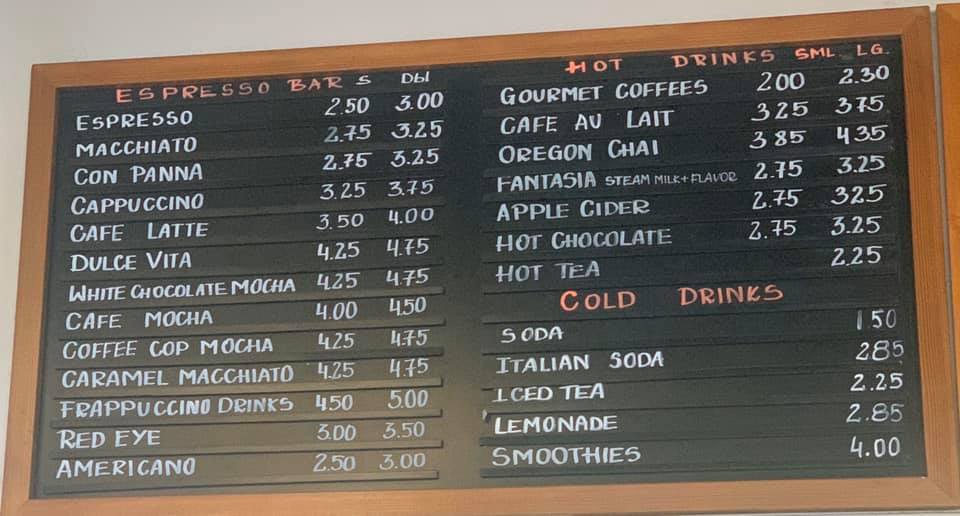 ESPRESSO BAR S Dbl
ESPRESSO 2.50 3.00
MACCHIATO 2.75 3.25
CON PANNA 2.75 3.25
CAPPUCCINO 3.25 3.75
CAFE LATTE 3.50 4.00
DULCE VITA 4.25 4.75
WHITE CHOCOLATE MOCHA 4.25 4.75
CAFE MOCHA 4.00 4.50
COFFEE COP MOCHA 4.25 4.75
CARAMEL MACCHIATO 4.25 4.75
FRAPPUCCINO DRINKS 4.50 5.00
RED EYE 3.00 3.50
AMERICANO 2.50 3.00
HOT DRINKS SML LG.
GOURMET COFFEES 2.00 2.30
CAFE AU LAIT 3.25 3.75
OREGON CHAI 3.85 4.35
FANTASIA STEAM MILK+FLAVOR 2.75 3.25
APPLE CIDER 2.75 3.25
HOT CHOCOLATE 2.75 3.25
HOT TEA 2.25
COLD DRINKS
SODA 1.50
ITALIAN SODA 2.85
ICED TEA 2.25
LEMONADE 2.85
SMOOTHIES 4.00